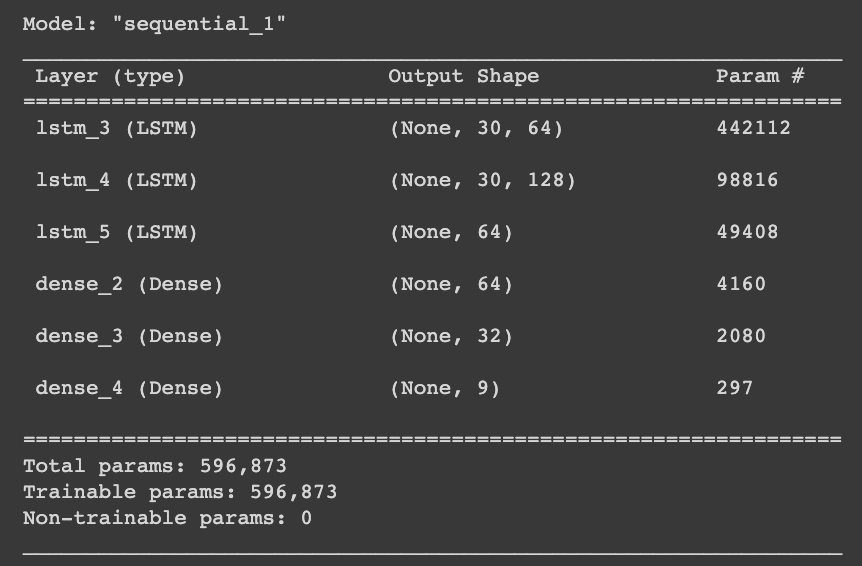 Model: "sequential_1"
Layer (type) Output Shape Param #
lstm_3 (LSTM) (None, 30, 64) 442112
lstm_4 (LSTM) (None, 30, 128) 98816
lstm_5 (LSTM) (None, 64) 49408
dense_2 (Dense) (None, 64) 4160
dense_3 (Dense) (None, 32) 2080
dense_4 (Dense) (None, 9) 297
Total params: 596,873
Trainable params: 596,873
Non-trainable params: 0